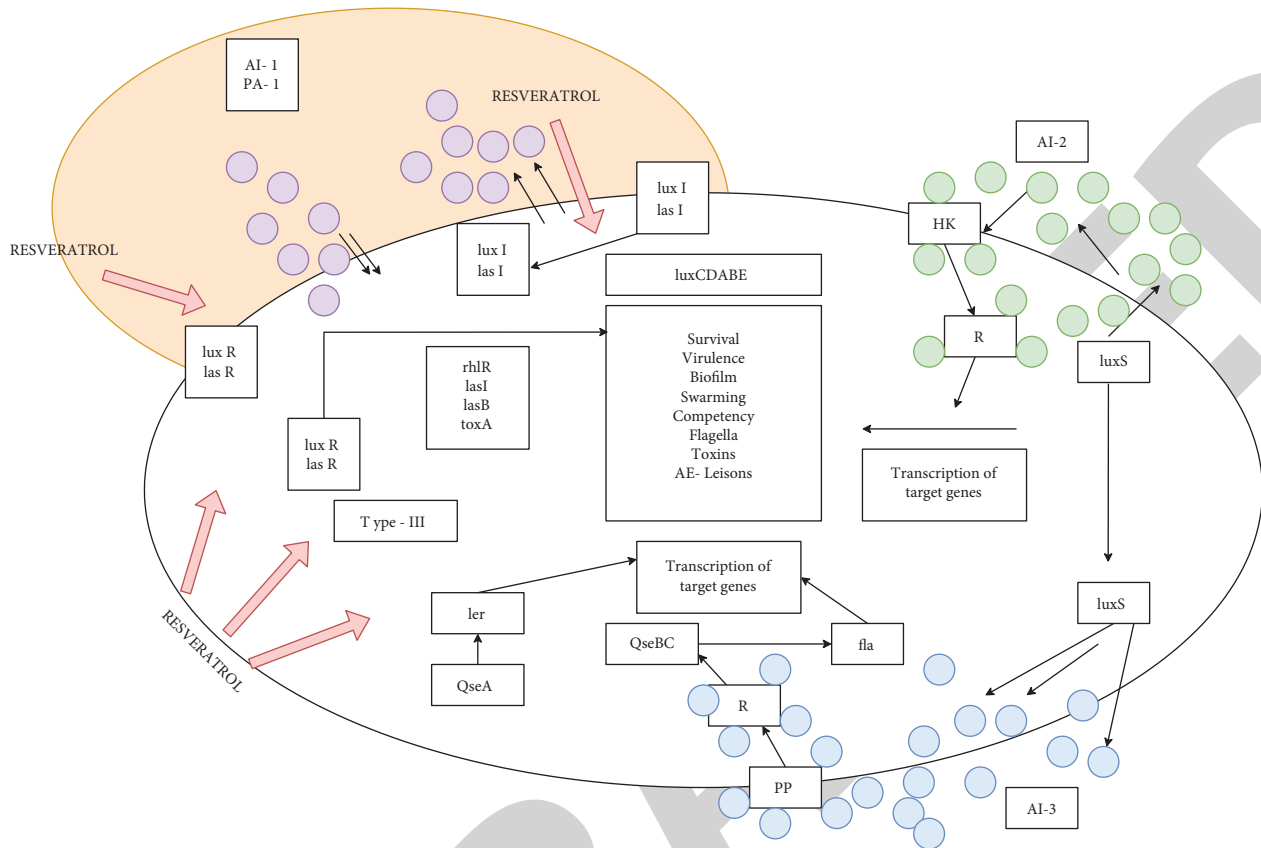 AI- 1
PA- 1
RESVERATROL
RESVERATROL
lux I
las I
lux I
las I
AI-2
HK
luxCDABE
R
luxS
lux R
las R
rhlR
lasI
lasB
toxA
Survival
Virulence
Biofilm
Swarming
Competency
Flagella
Toxins
AE- Leisons
lux R
las R
Transcription of
target genes
T ype - III
Transcription of
target genes
RESVERATROL
ler
luxS
QseBC
fla
QseA
R
PP
AI-3